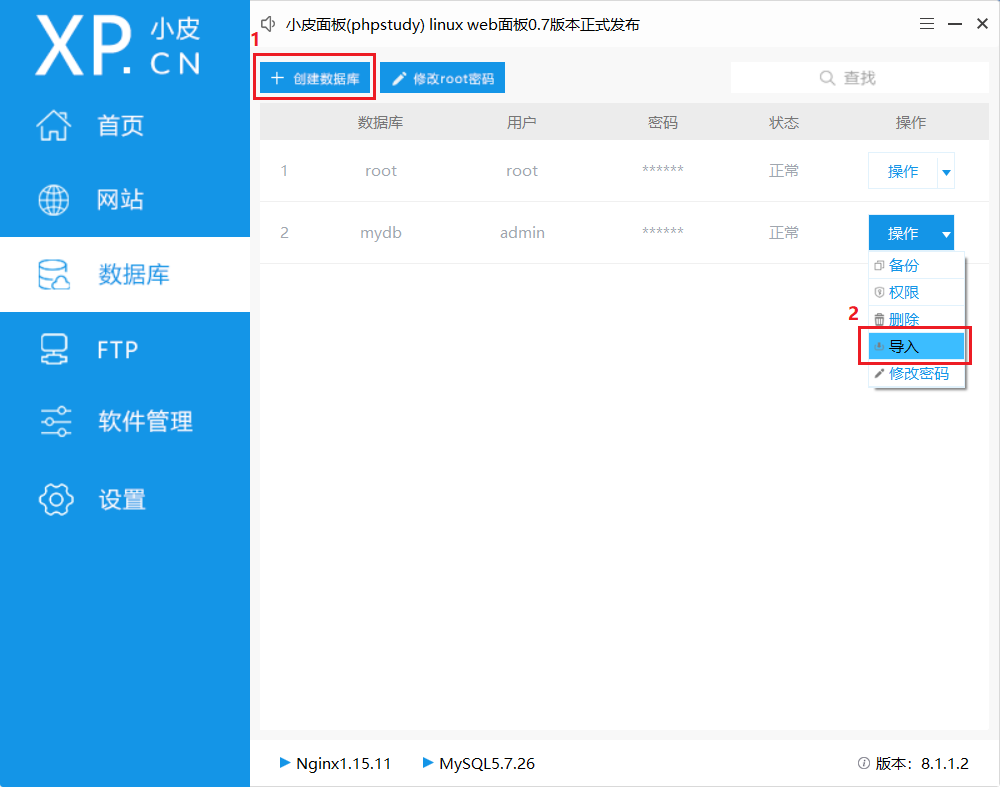 XP.小皮CN
小皮面板(phpstudy) linux web面板0.7版本正式发布
1
创建数据库 修改root密码 查找
首页
网站
数据库
FTP
软件管理
设置
数据库 用户 密码 状态 操作
1 root root ****** 正常 操作
2 mydb admin ****** 正常 操作
备份
权限
删除
2
导入
修改密码
Nginx1.15.11 MySQL5.7.26 版本：8.1.1.2